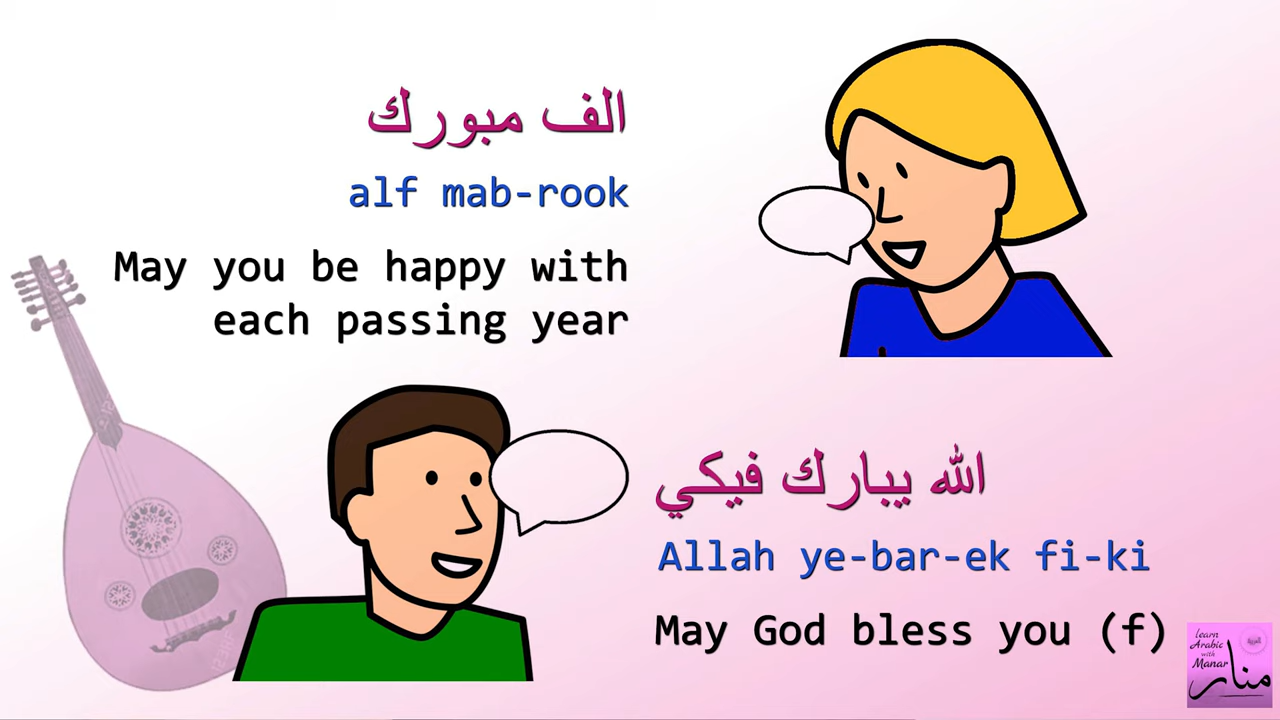 الف مبورك
alf mab-rook
May you be happy with
each passing year
الله يبارك فيكي
Allah ye-bar-ek fi-ki
May God bless you (f)
learn
Arabic
with
Manar
منار